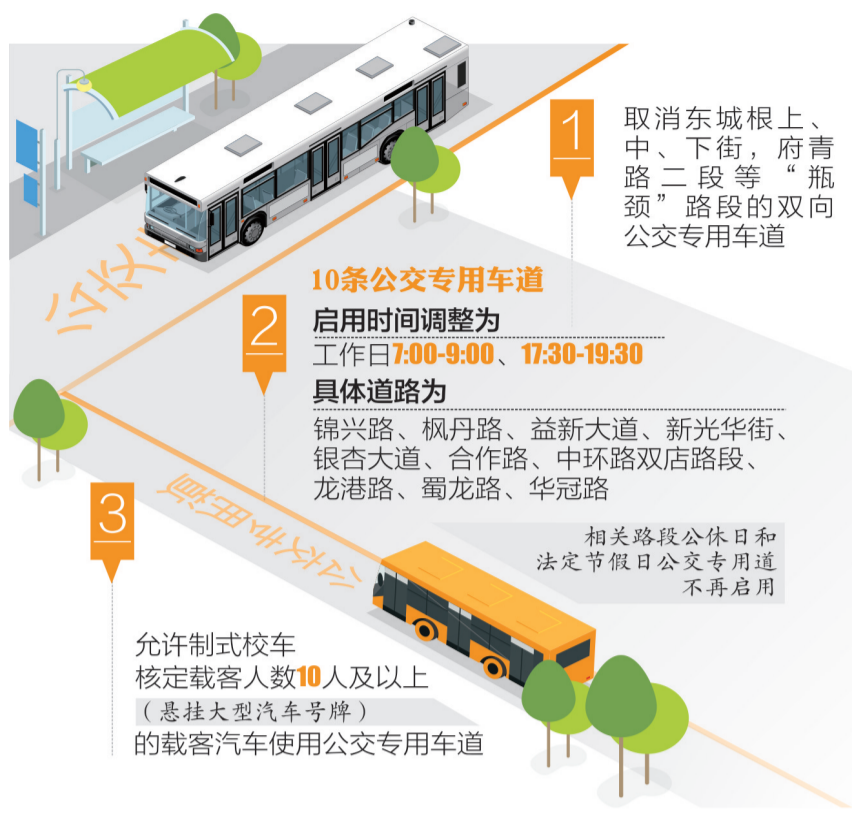 公交专
1
取消东城根上、
中、下街，府青
路二段等“瓶
颈”路段的双向
公交专用车道
2
10条公交专用车道
启用时间调整为
工作日7:00-9:00、17:30-19:30
具体道路为
锦兴路、枫丹路、益新大道、新光华街、
银杏大道、合作路、中环路双店路段、
龙港路、蜀龙路、华冠路
相关路段公休日和
法定节假日公交专用道
不再启用
公交专用道
3
允许制式校车
核定载客人数10人及以上
（悬挂大型汽车号牌）
的载客汽车使用公交专用车道